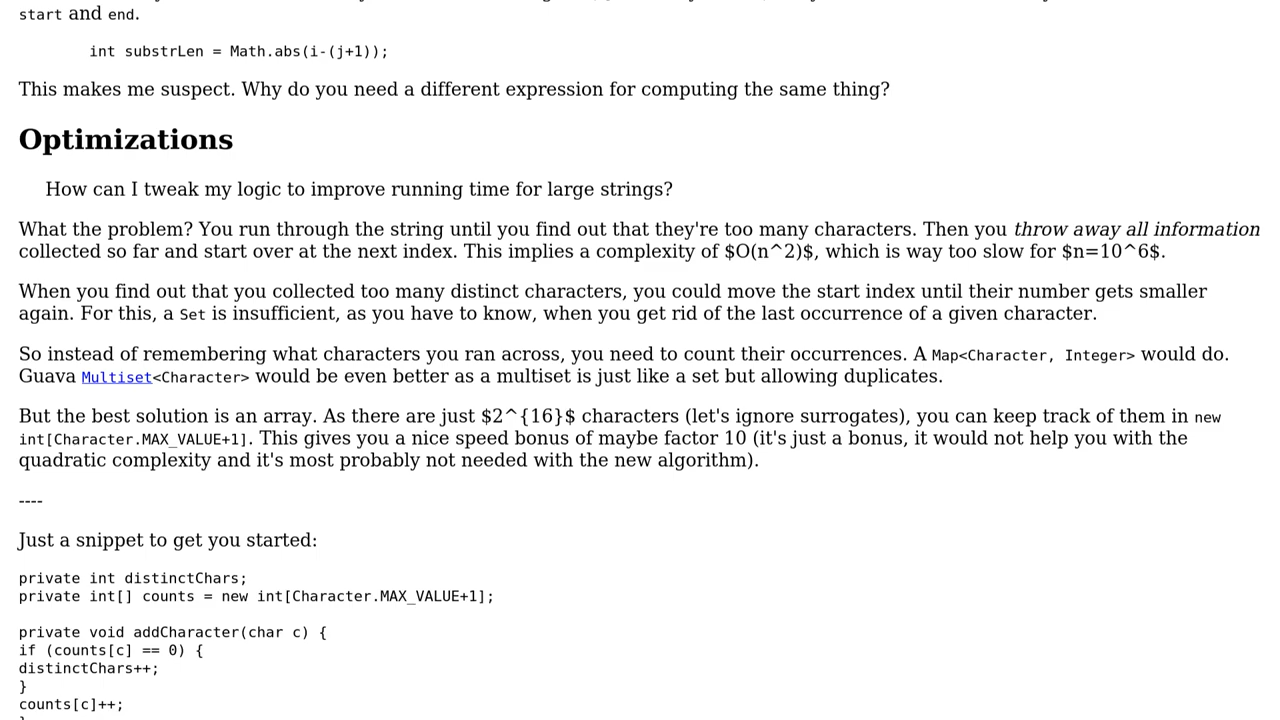 start and end.
int substrLen = Math.abs(i-(j+1));
This makes me suspect. Why do you need a different expression for computing the same thing?
Optimizations
How can I tweak my logic to improve running time for large strings?
What the problem? You run through the string until you find out that they're too many characters. Then you throw away all information
collected so far and start over at the next index. This implies a complexity of $O(n^2)$, which is way too slow for $n=10^6$.
When you find out that you collected too many distinct characters, you could move the start index until their number gets smaller
again. For this, a Set is insufficient, as you have to know, when you get rid of the last occurrence of a given character.
So instead of remembering what characters you ran across, you need to count their occurrences. A Map<Character, Integer> would do.
Guava Multiset<Character> would be even better as a multiset is just like a set but allowing duplicates.
But the best solution is an array. As there are just $2^{16}$ characters (let's ignore surrogates), you can keep track of them in new
int[Character.MAX_VALUE+1]. This gives you a nice speed bonus of maybe factor 10 (it's just a bonus, it would not help you with the
quadratic complexity and it's most probably not needed with the new algorithm).
----
Just a snippet to get you started:
private int distinctChars;
private int[] counts = new int[Character.MAX_VALUE+1];
private void addCharacter(char c) {
if (counts[c] == 0) {
distinctChars++;
}
counts[c]++;